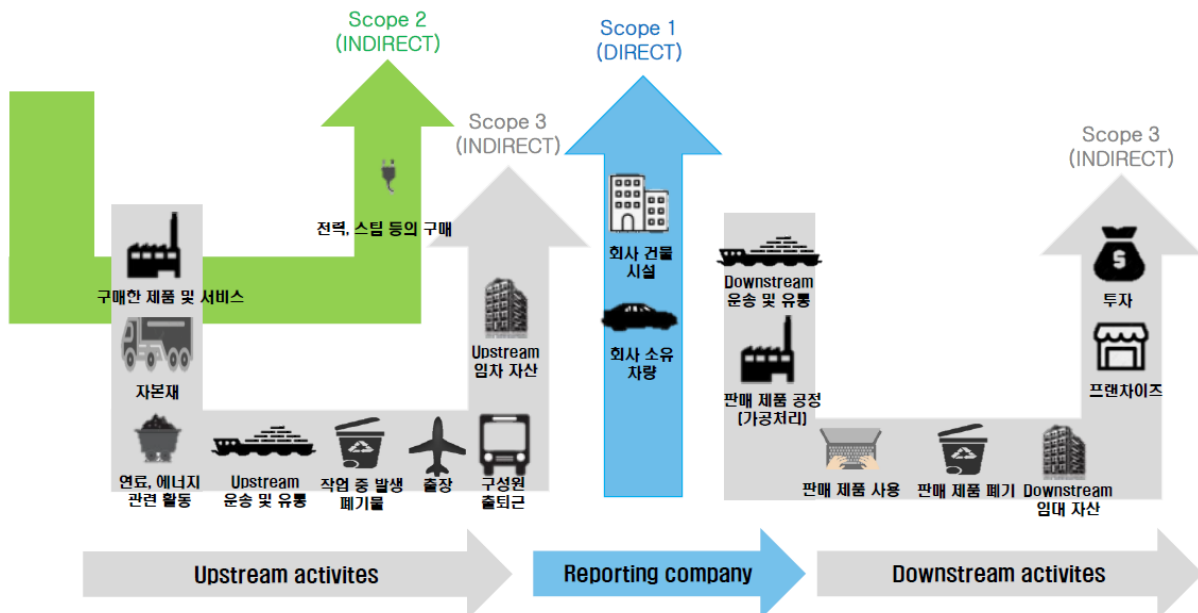 Scope 2
(INDIRECT)
Scope 1
(DIRECT)
Scope 3
(INDIRECT)
Scope 3
(INDIRECT)
전력, 스팀 등의 구매
구매한 제품 및 서비스
자본재
연료, 에너지
관련 활동
Upstream
운송 및 유통
작업 중 발생
폐기물
출장
구성원
출퇴근
Upstream
임차 자산
회사 건물
시설
회사 소유
차량
Downstream
운송 및 유통
판매 제품 공정
(가공처리)
판매 제품 사용
판매 제품 폐기
Downstream
임대 자산
투자
프랜차이즈
Upstream activites
Reporting company
Downstream activites